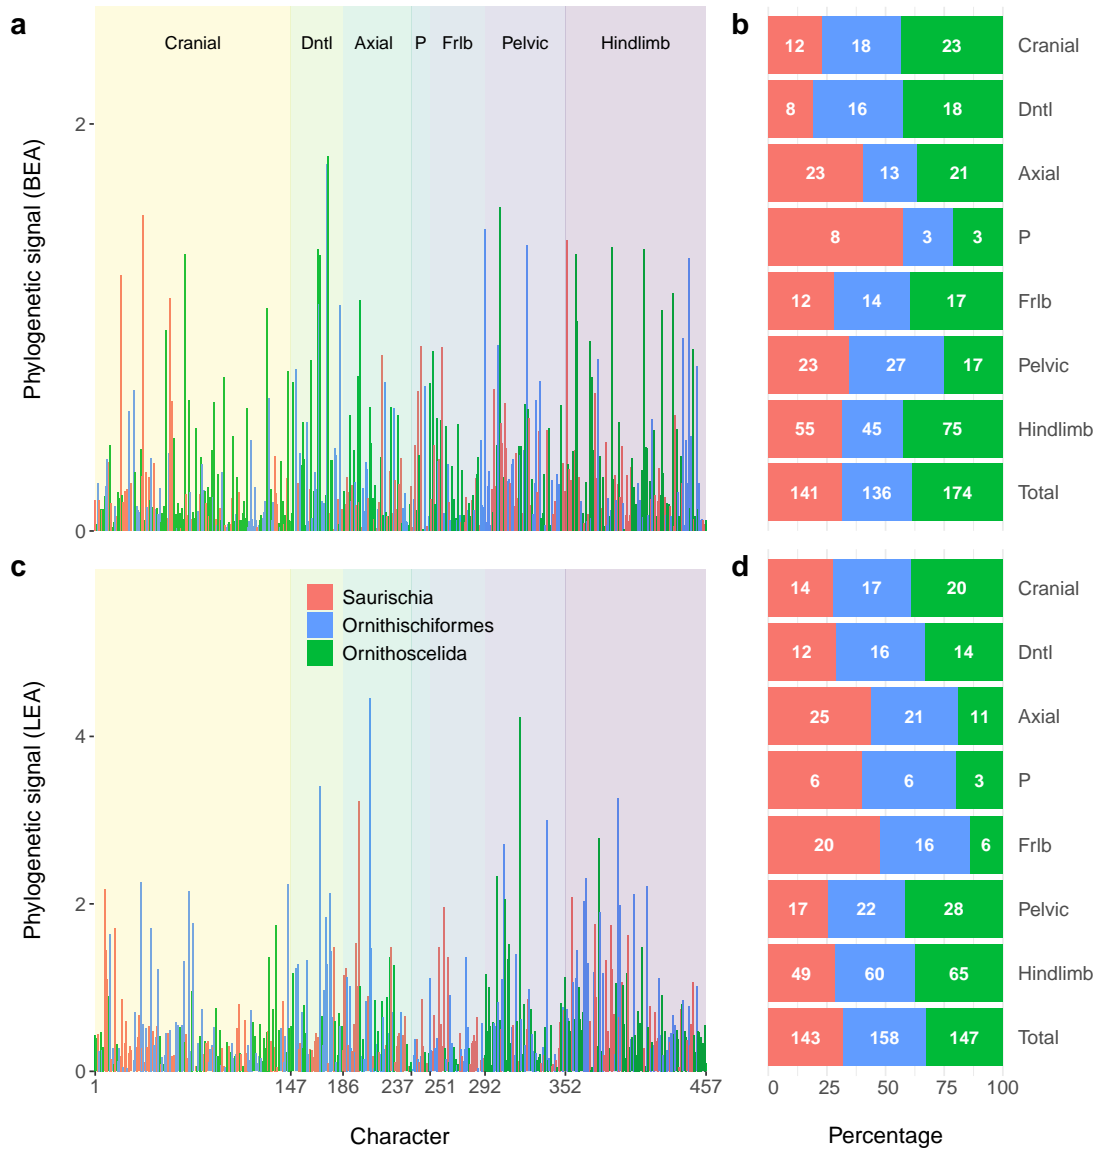 a
Cranial Dntl Axial P Frlb Pelvic Hindlimb
Phylogenetic signal (BEA)
2
0
b
12 18 23 Cranial
8 16 18 Dntl
23 13 21 Axial
8 3 3 P
12 14 17 Frlb
23 27 17 Pelvic
55 45 75 Hindlimb
141 136 174 Total
c
Saurischia
Ornithischiformes
Ornithoscelida
Phylogenetic signal (LEA)
4
2
0
1 147 186 237 251 292 352 457
Character
d
14 17 20 Cranial
12 16 14 Dntl
25 21 11 Axial
6 6 3 P
20 16 6 Frlb
17 22 28 Pelvic
49 60 65 Hindlimb
143 158 147 Total
0 25 50 75 100
Percentage